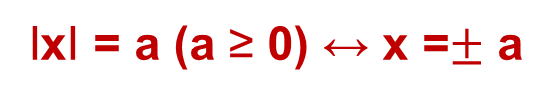 |x| = a (a ≥ 0) ↔ x =± a